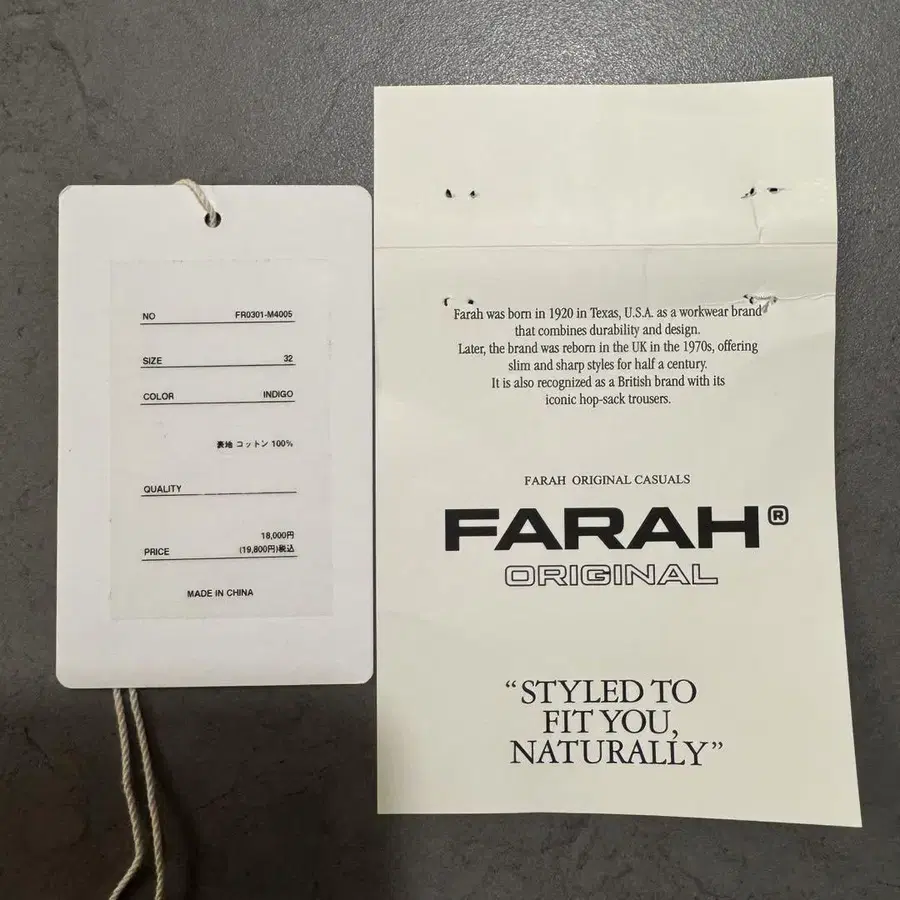 NO FR0301-M4005
SIZE 32
COLOR INDIGO
表地 コットン 100%
QUALITY
18,000円
PRICE (19,800円)税込
MADE IN CHINA
Farah was born in 1920 in Texas, U.S.A. as a workwear brand
that combines durability and design.
Later, the brand was reborn in the UK in the 1970s, offering
slim and sharp styles for half a century.
It is also recognized as a British brand with its
iconic hop-sack trousers.
FARAH ORIGINAL CASUALS
FARAH®
ORIGINAL
“STYLED TO
FIT YOU,
NATURALLY”